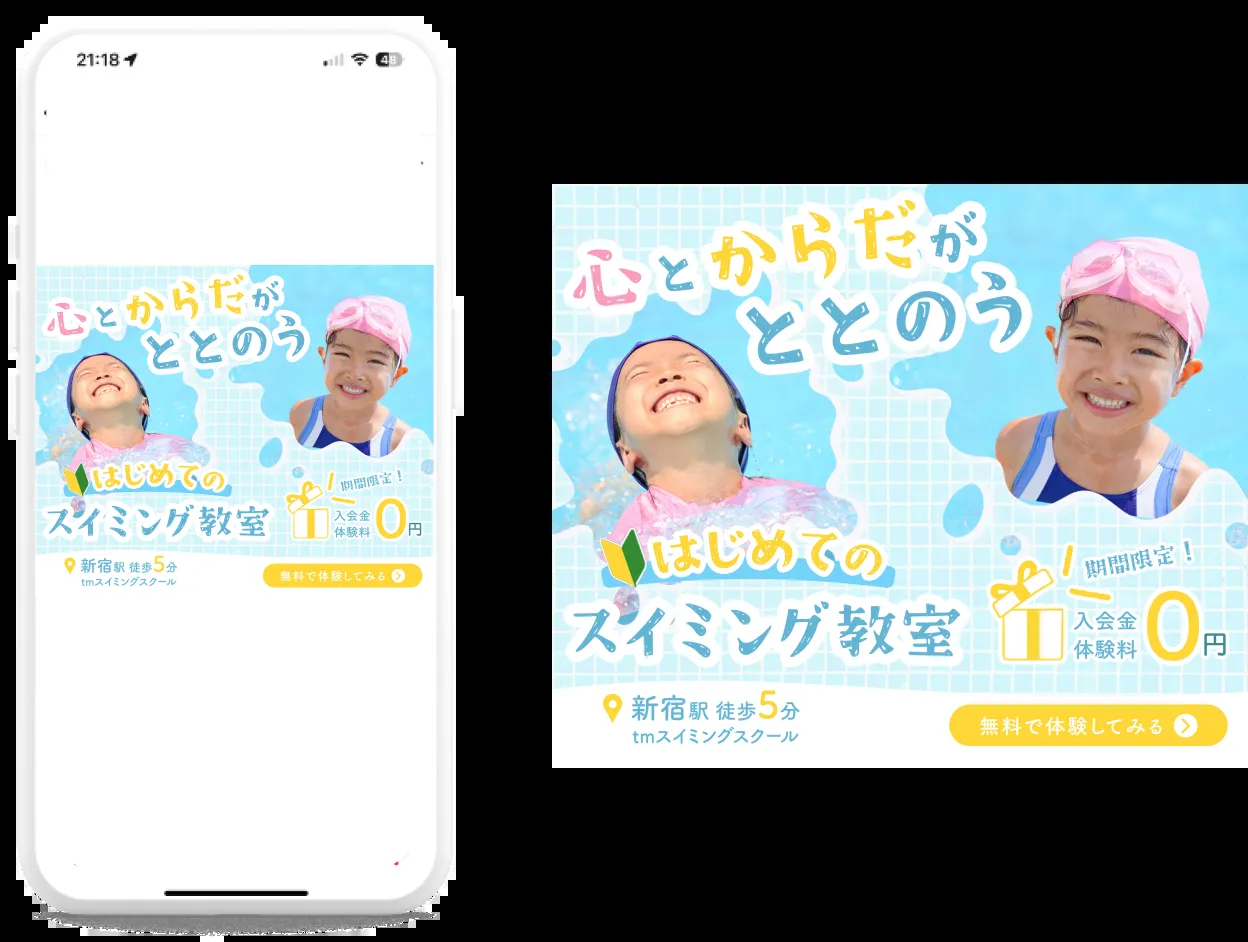 21:18
48
心とからだが
ととのう
はじめての
スイミング教室
期間限定!
入会金
体験料
0円
新宿駅 徒歩5分
tmスイミングスクール
無料で体験してみる
心とからだが
ととのう
はじめての
スイミング教室
期間限定!
入会金
体験料
0円
新宿駅 徒歩5分
tmスイミングスクール
無料で体験してみる